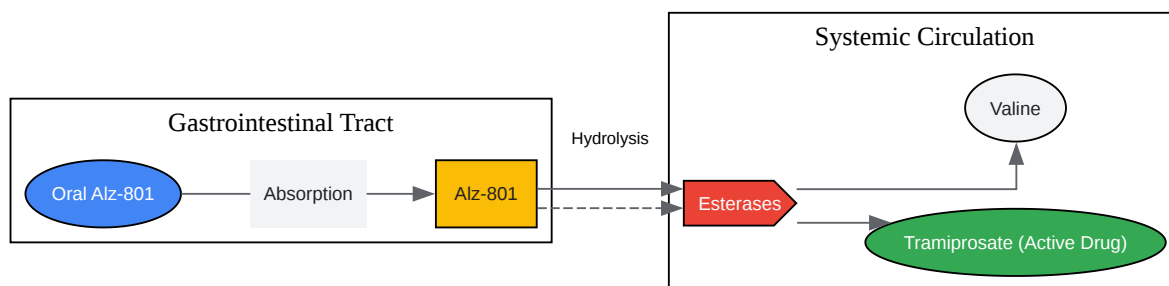 Systemic Circulation
Gastrointestinal Tract
Valine
Hydrolysis
Oral Alz-801
Absorption
Alz-801
Esterases
Tramiprosate (Active Drug)